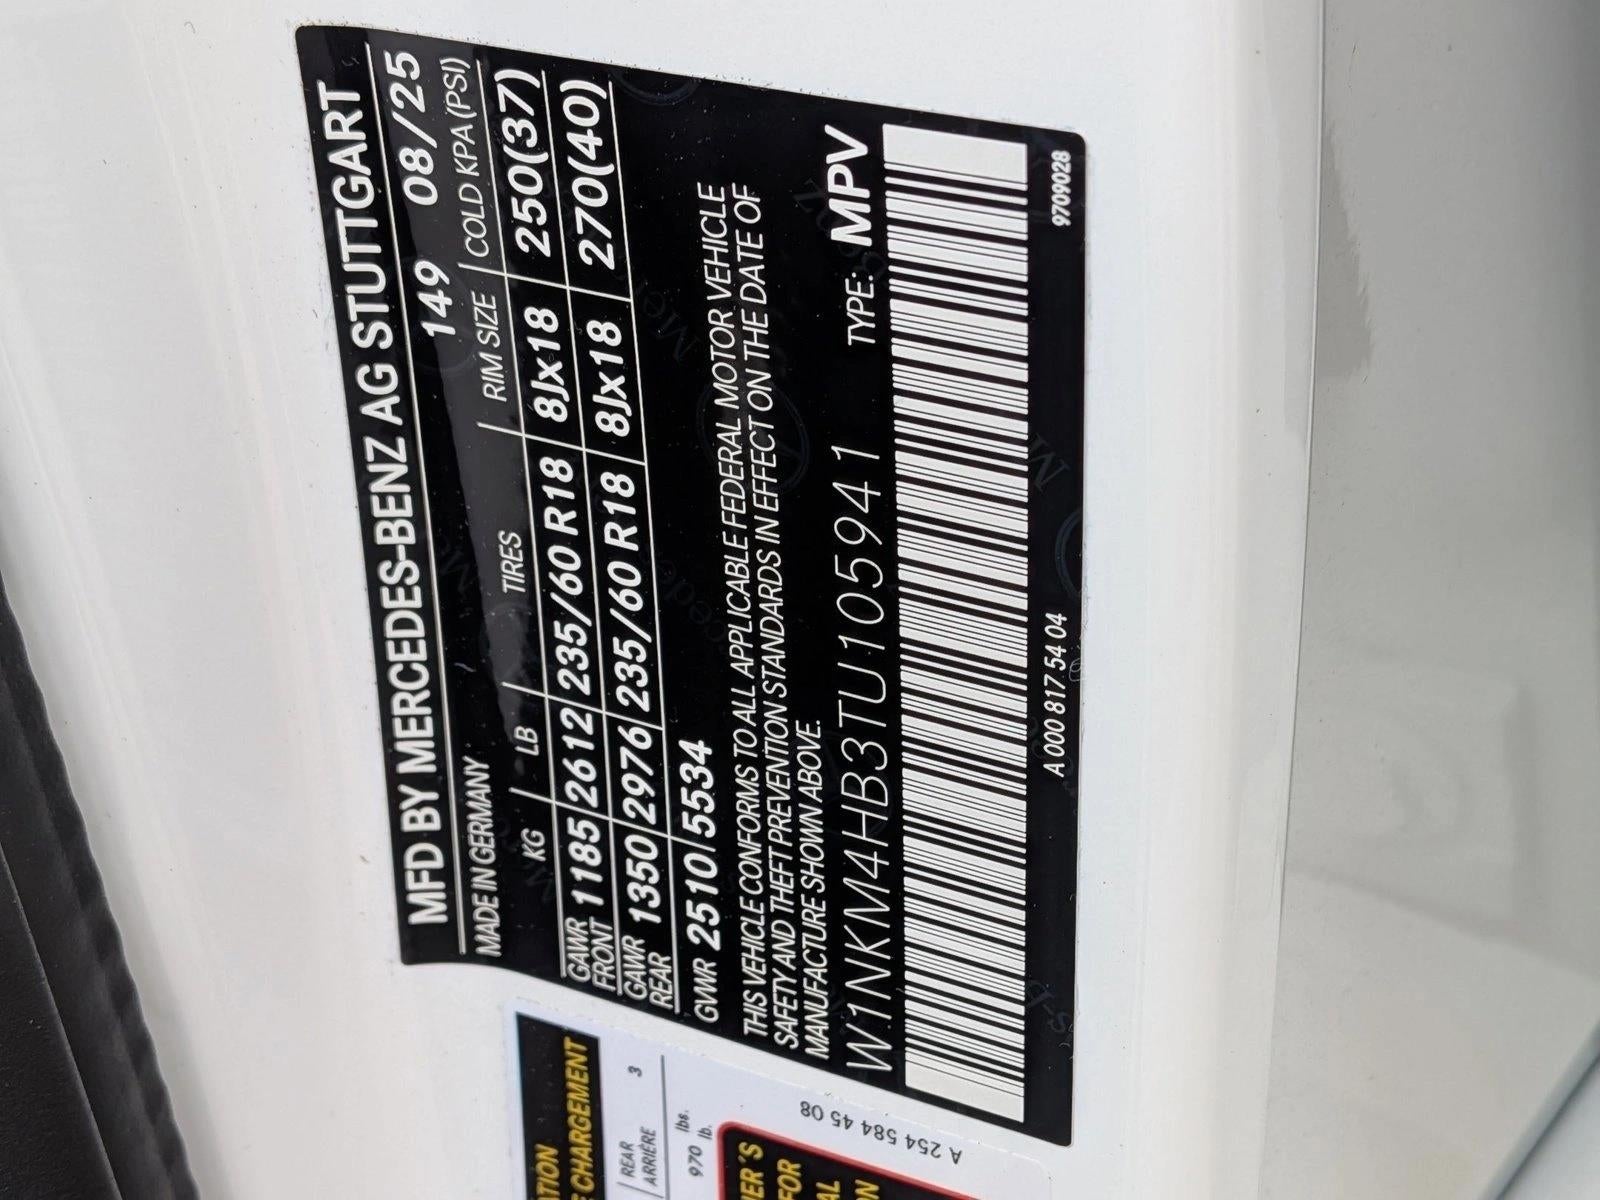 MFD BY MERCEDES-BENZ AG STUTTGART
MADE IN GERMANY 149 08/25
KG LB TIRES RIM SIZE COLD KPA (PSI)
GAWR FRONT 1185 2612 235/60 R18 8Jx18 250(37)
GAWR REAR 1350 2976 235/60 R18 8Jx18 270(40)
GVWR 2510 5534
THIS VEHICLE CONFORMS TO ALL APPLICABLE FEDERAL MOTOR VEHICLE
SAFETY AND THEFT PREVENTION STANDARDS IN EFFECT ON THE DATE OF
MANUFACTURE SHOWN ABOVE.
W1NKM4HB3TU105941 TYPE: MPV
A 000 817 54 04 9709028
CHARGEMENT
REAR
ARRIÈRE 3
970 lbs.
lb.
A 254 584 45 08